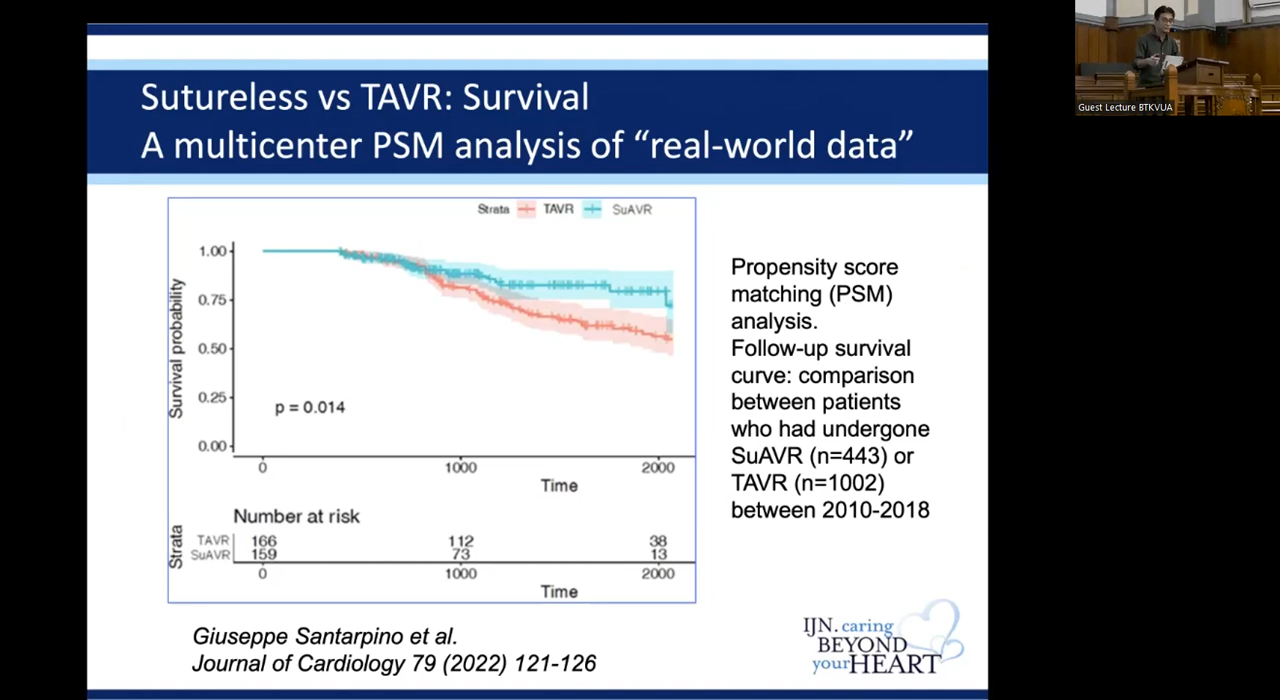 Sutureless vs TAVR: Survival
A multicenter PSM analysis of “real-world data”
Guest Lecture BTKVUA
Strata TAVR SuAVR
Survival probability
1.00
0.75
0.50
0.25
0.00
p = 0.014
0 1000 2000
Time
Number at risk
Strata
TAVR 166 112 38
SuAVR 159 73 13
0 1000 2000
Time
Propensity score
matching (PSM)
analysis.
Follow-up survival
curve: comparison
between patients
who had undergone
SuAVR (n=443) or
TAVR (n=1002)
between 2010-2018
Giuseppe Santarpino et al.
Journal of Cardiology 79 (2022) 121-126
IJN. caring
BEYOND
your HEART